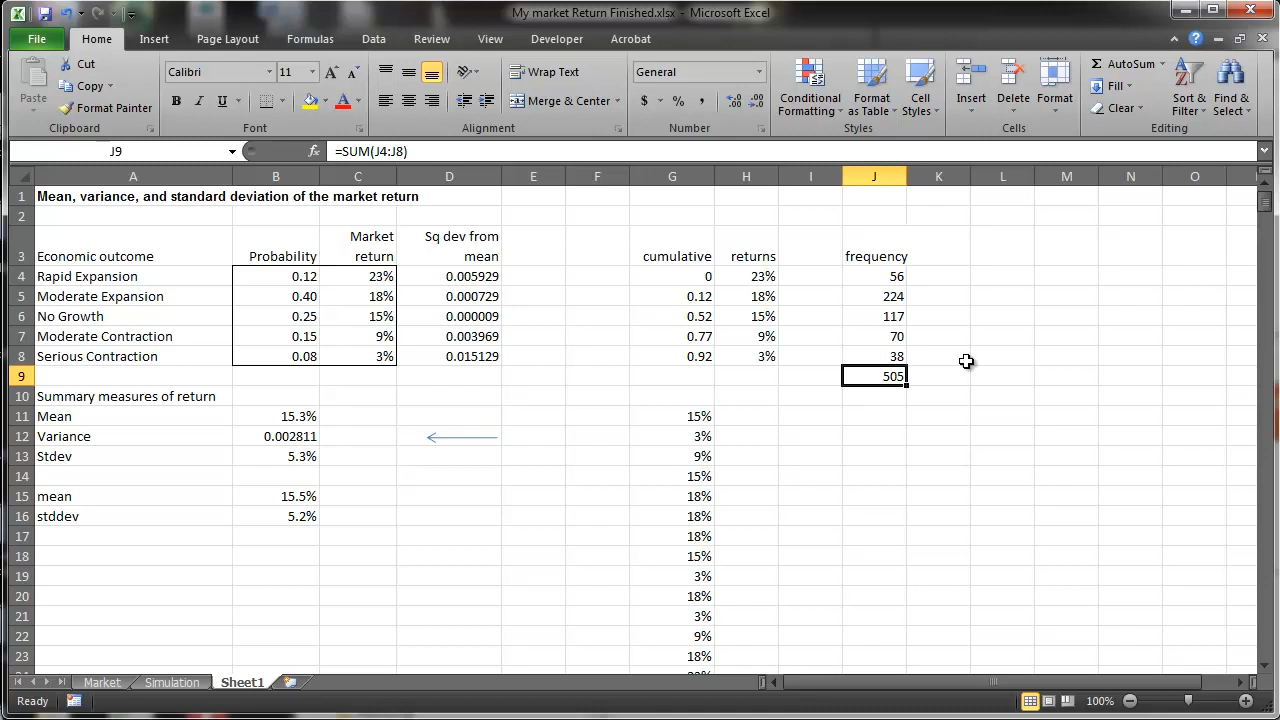 My market Return Finished.xlsx - Microsoft Excel
File Home Insert Page Layout Formulas Data Review View Developer Acrobat
Paste Cut Copy Format Painter
Calibri 11
B I U
Wrap Text
Merge & Center
General
$ % , .00
Conditional Formatting
Format as Table
Cell Styles
Insert Delete Format
Σ AutoSum
Fill
Clear
Sort & Filter
Find & Select
Clipboard Font Alignment Number Styles Cells Editing
J9 fx =SUM(J4:J8)
A B C D E F G H I J K L M N O
1 Mean, variance, and standard deviation of the market return
2
Market Sq dev from
3 Economic outcome Probability return mean cumulative returns frequency
4 Rapid Expansion 0.12 23% 0.005929 0 23% 56
5 Moderate Expansion 0.40 18% 0.000729 0.12 18% 224
6 No Growth 0.25 15% 0.000009 0.52 15% 117
7 Moderate Contraction 0.15 9% 0.003969 0.77 9% 70
8 Serious Contraction 0.08 3% 0.015129 0.92 3% 38
9 505
10 Summary measures of return
11 Mean 15.3% 15%
12 Variance 0.002811 3%
13 Stdev 5.3% 9%
14 15%
15 mean 15.5% 18%
16 stddev 5.2% 18%
17 18%
18 15%
19 3%
20 18%
21 3%
22 9%
23 18%
Market Simulation Sheet1
Ready 100%